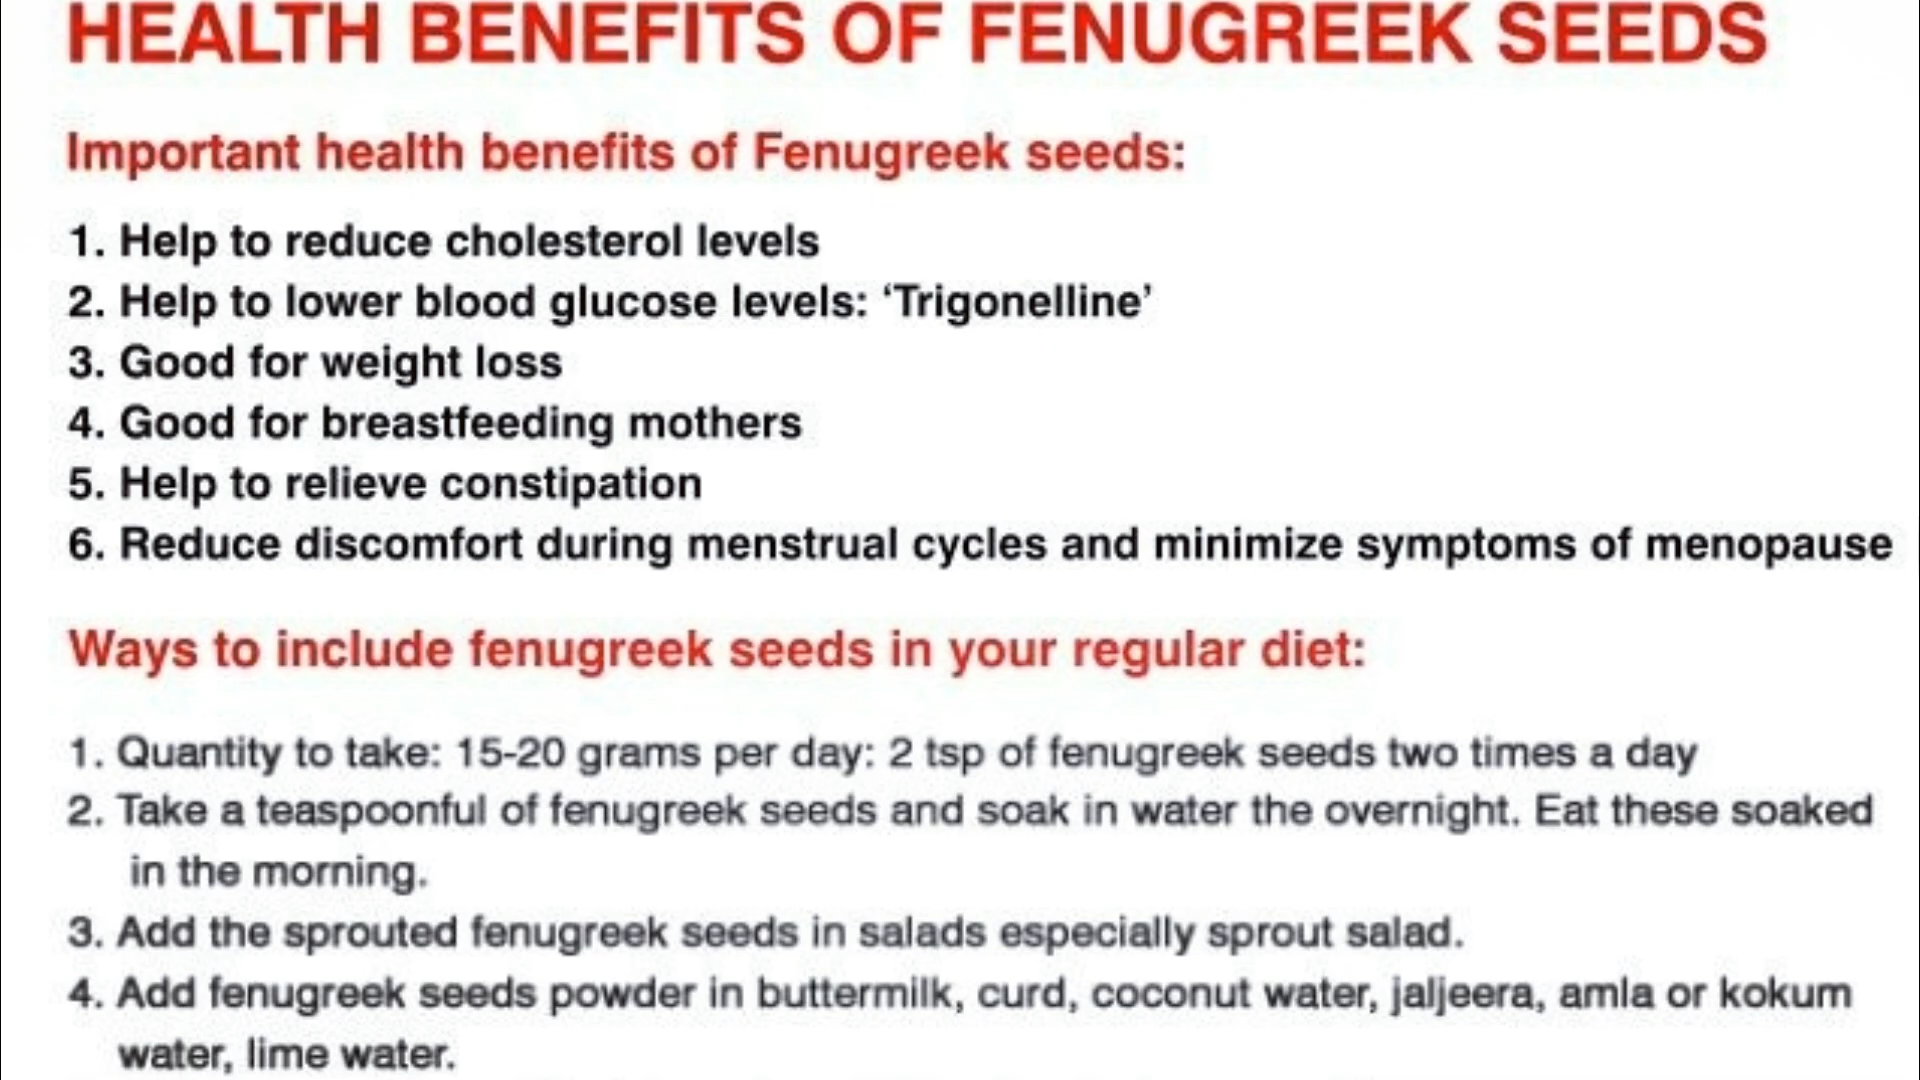 HEALTH BENEFITS OF FENUGREEK SEEDS
Important health benefits of Fenugreek seeds:
1. Help to reduce cholesterol levels
2. Help to lower blood glucose levels: ‘Trigonelline’
3. Good for weight loss
4. Good for breastfeeding mothers
5. Help to relieve constipation
6. Reduce discomfort during menstrual cycles and minimize symptoms of menopause
Ways to include fenugreek seeds in your regular diet:
1. Quantity to take: 15-20 grams per day: 2 tsp of fenugreek seeds two times a day
2. Take a teaspoonful of fenugreek seeds and soak in water the overnight. Eat these soaked
in the morning.
3. Add the sprouted fenugreek seeds in salads especially sprout salad.
4. Add fenugreek seeds powder in buttermilk, curd, coconut water, jaljeera, amla or kokum
water, lime water.